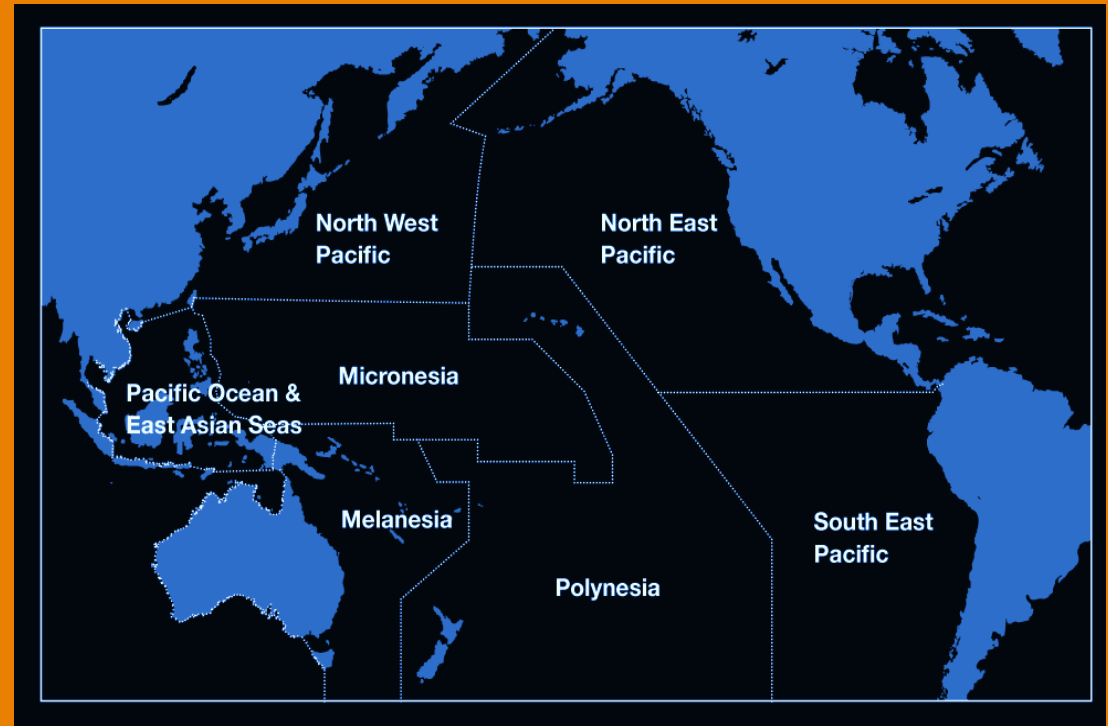 North West
Pacific
North East
Pacific
Micronesia
Pacific Ocean &
East Asian Seas
Melanesia
South East
Pacific
Polynesia